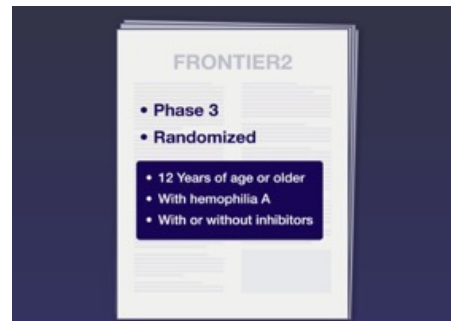 FRONTIER2
• Phase 3
• Randomized
• 12 Years of age or older
• With hemophilia A
• With or without inhibitors